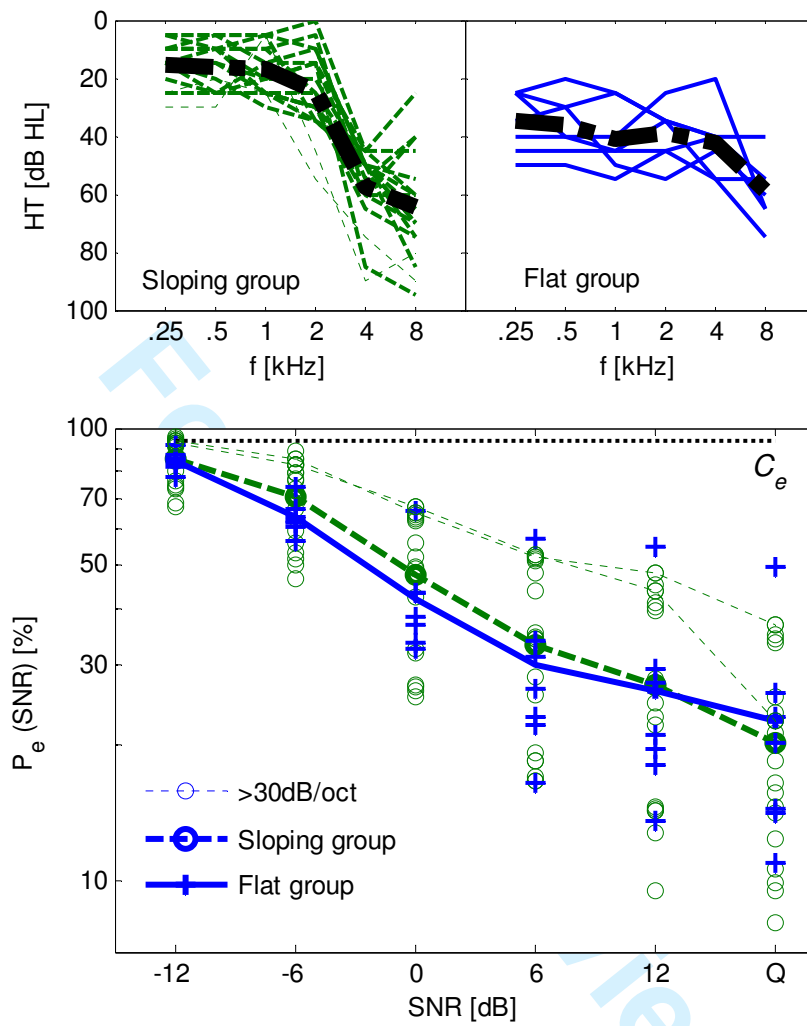 0
20
40
60
80
100
HT [dB HL]
Sloping group
Flat group
.25 .5 1 2 4 8
.25 .5 1 2 4 8
f [kHz]
f [kHz]
100
70
50
30
10
P_e (SNR) [%]
C_e
>30dB/oct
Sloping group
Flat group
-12 -6 0 6 12 Q
SNR [dB]